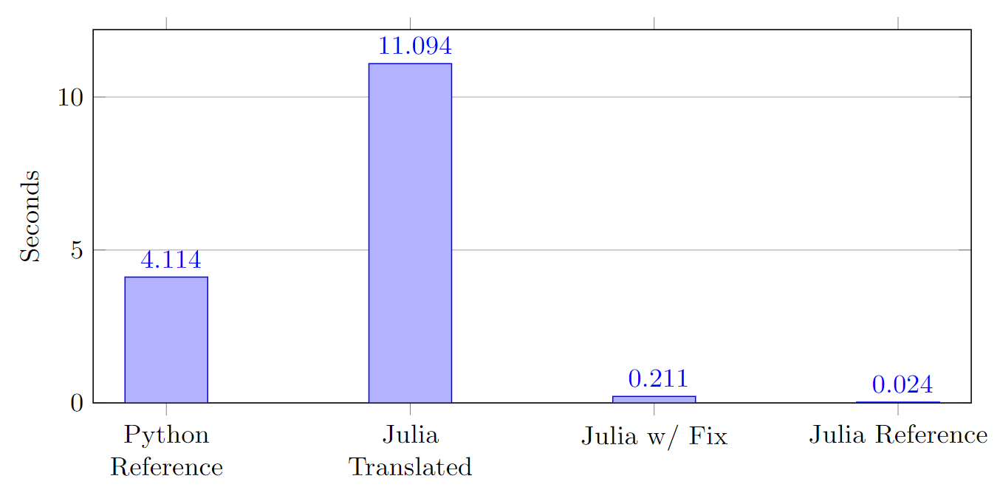 11.094
10
Seconds
5
4.114
0.211
0.024
0
Python
Reference
Julia
Translated
Julia w/ Fix
Julia Reference